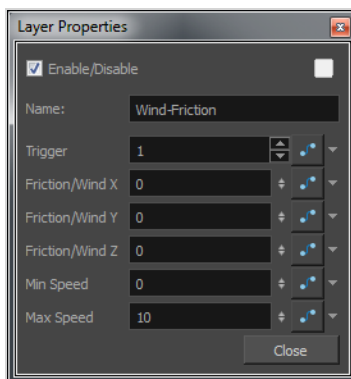 Layer Properties
Enable/Disable
Name: Wind-Friction
Trigger 1
Friction/Wind X 0
Friction/Wind Y 0
Friction/Wind Z 0
Min Speed 0
Max Speed 10
Close